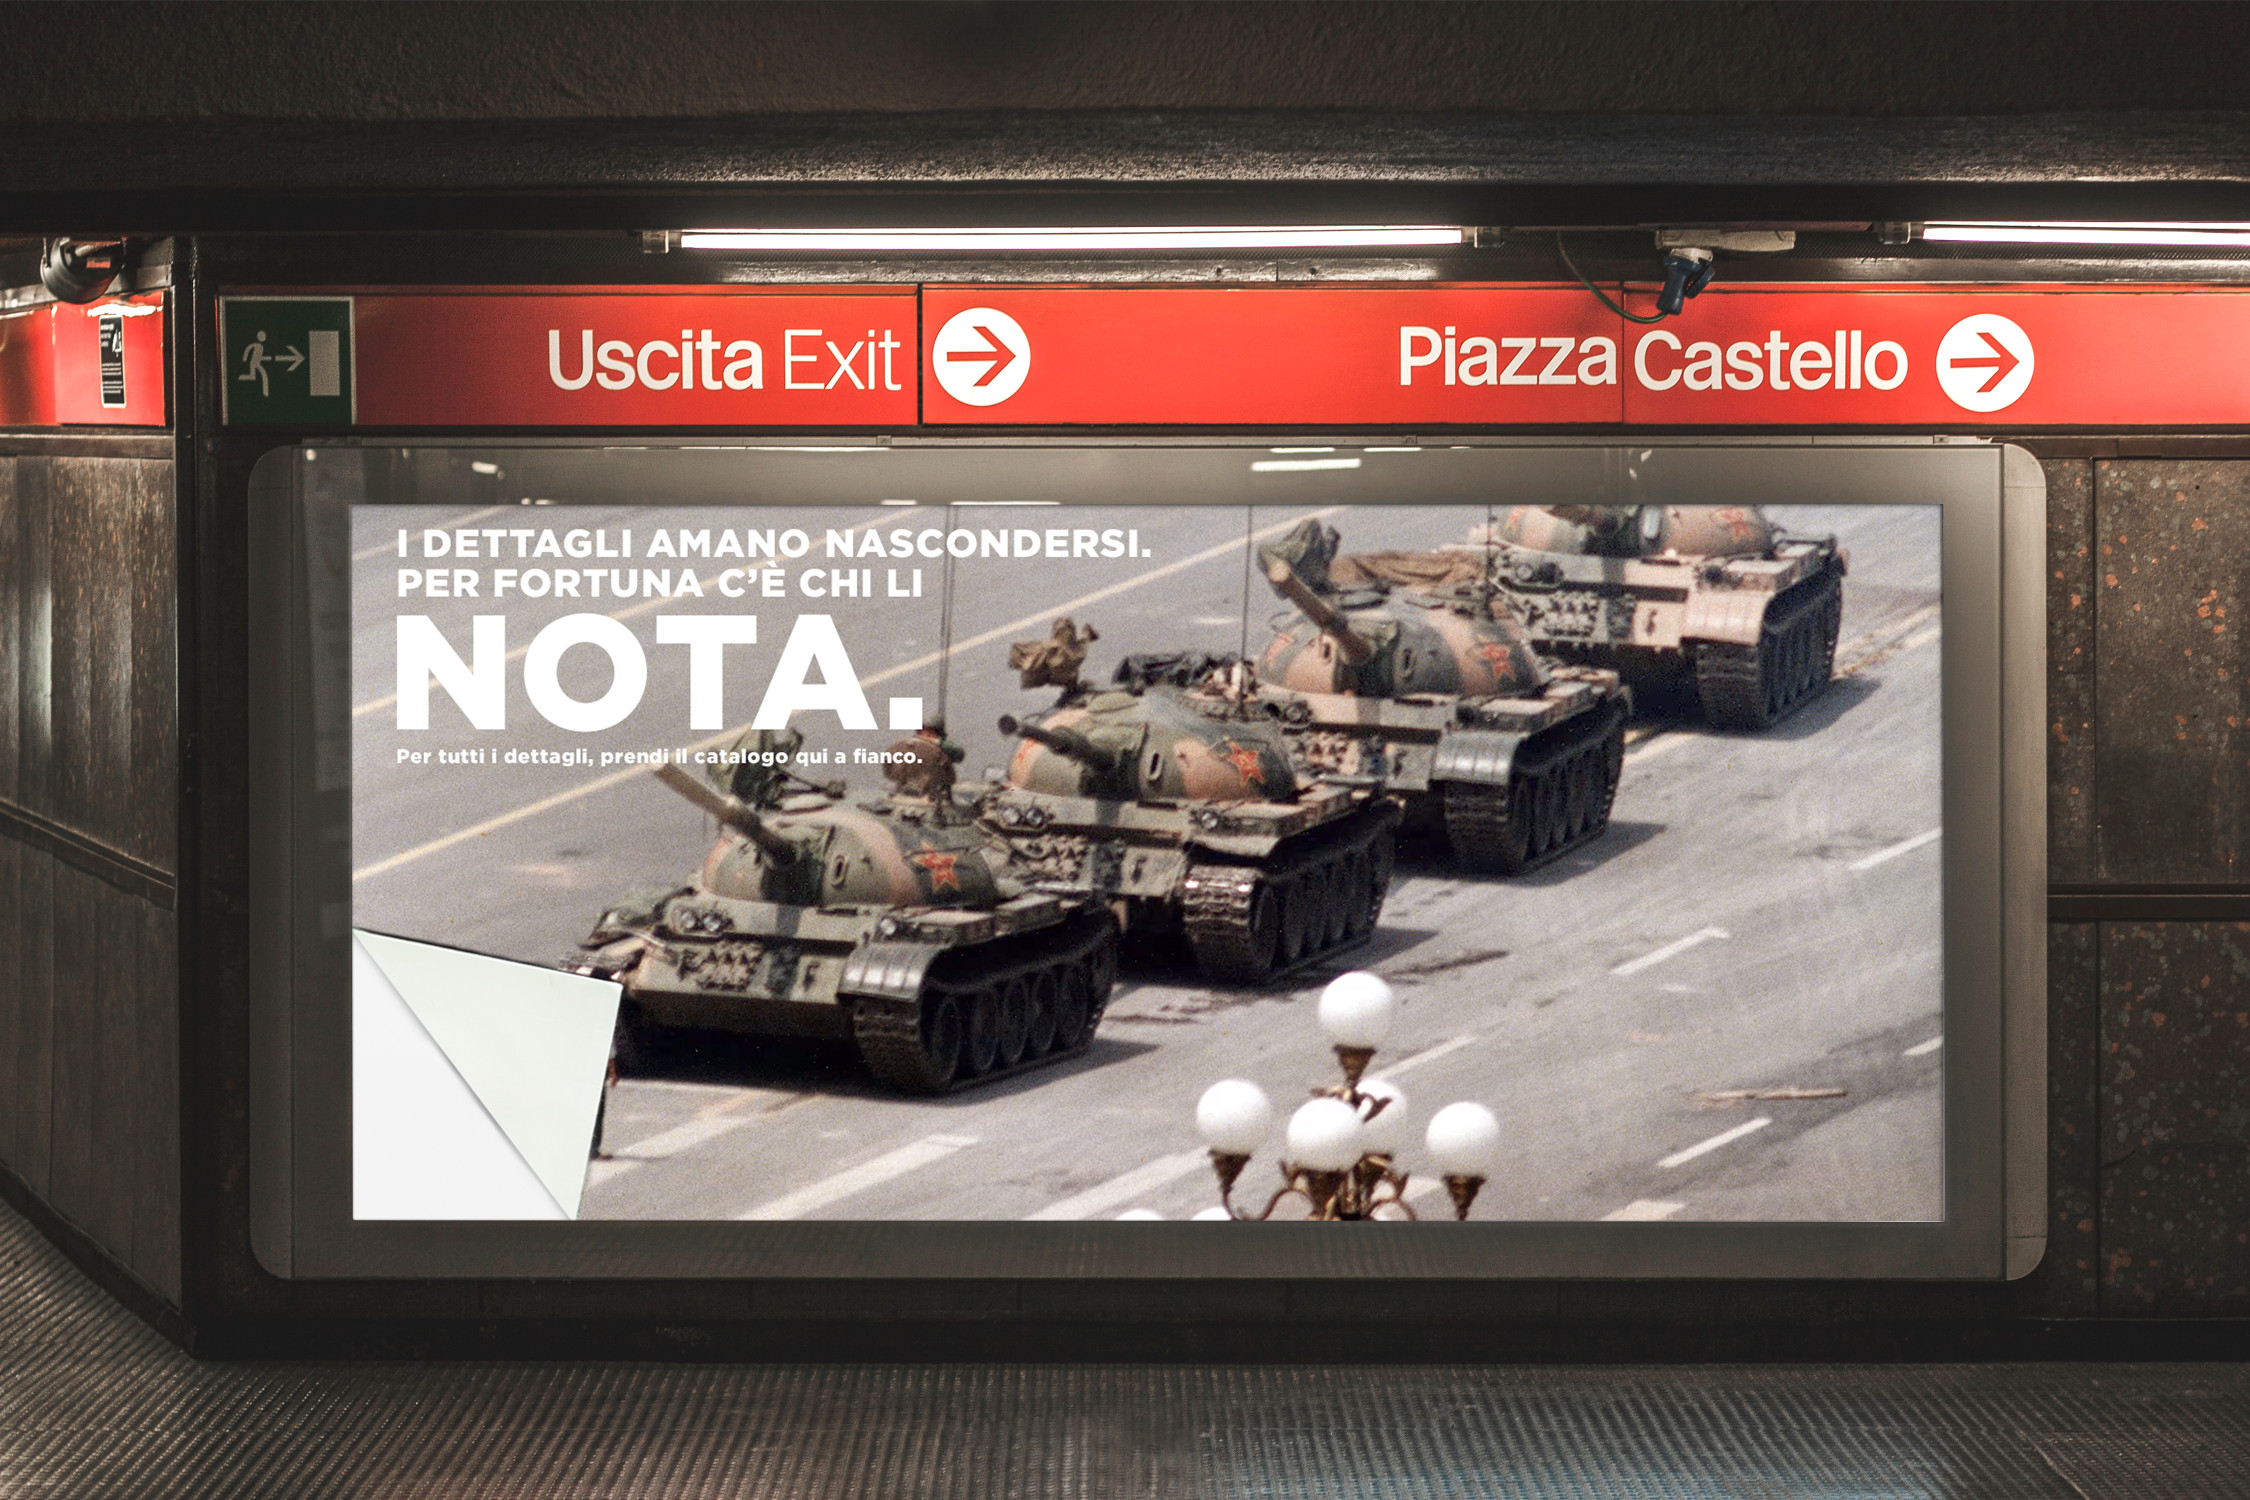 Uscita Exit
Piazza Castello
I DETTAGLI AMANO NASCONDERSI.
PER FORTUNA C'È CHI LI
NOTA.
Per tutti i dettagli, prendi il catalogo qui a fianco.